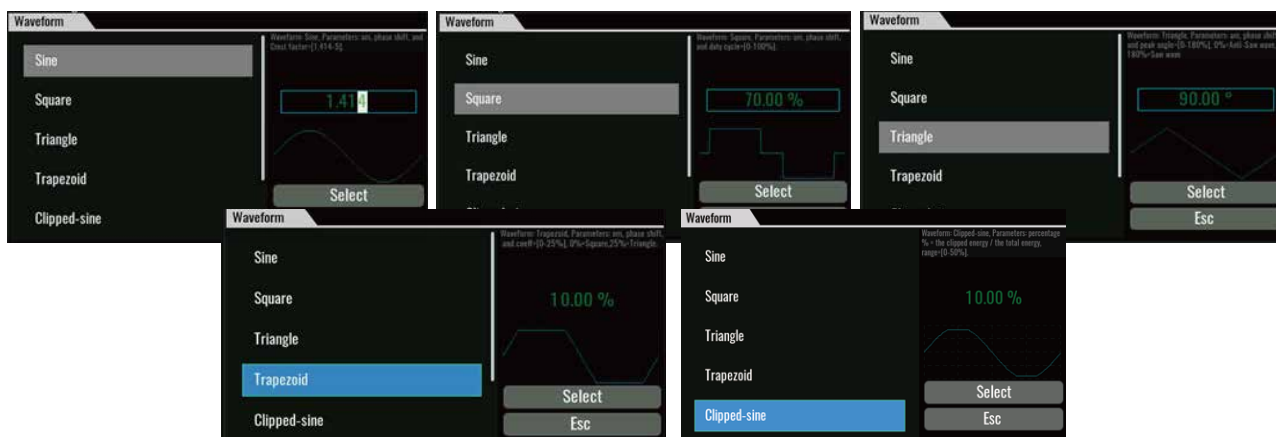 Waveform
Waveform: Sine, Parameters: am, phase shift, and
Crest factor=[1.414-5].
Sine
Square
1.414
Triangle
Trapezoid
Select
Clipped-sine
Waveform
Waveform: Square, Parameters: am, phase shift,
and duty cycle=[0-100%].
Sine
Square
70.00 %
Triangle
Trapezoid
Select
Waveform
Waveform: Triangle, Parameters: am, phase shift
and peak angle=[0-180%], 0%=Anti-Saw wave,
180%=Saw wave
Sine
Square
90.00 °
Triangle
Trapezoid
Select
Esc
Waveform
Waveform: Trapezoid, Parameters: am, phase shift,
and coeff=[0-25%], 0%=Square,25%=Triangle.
Sine
Square
10.00 %
Triangle
Trapezoid
Select
Clipped-sine
Esc
Waveform
Waveform: Clipped-sine, Parameters: percentage
% = the clipped energy / the total energy,
range=[0-50%].
Sine
Square
10.00 %
Triangle
Trapezoid
Select
Clipped-sine
Esc